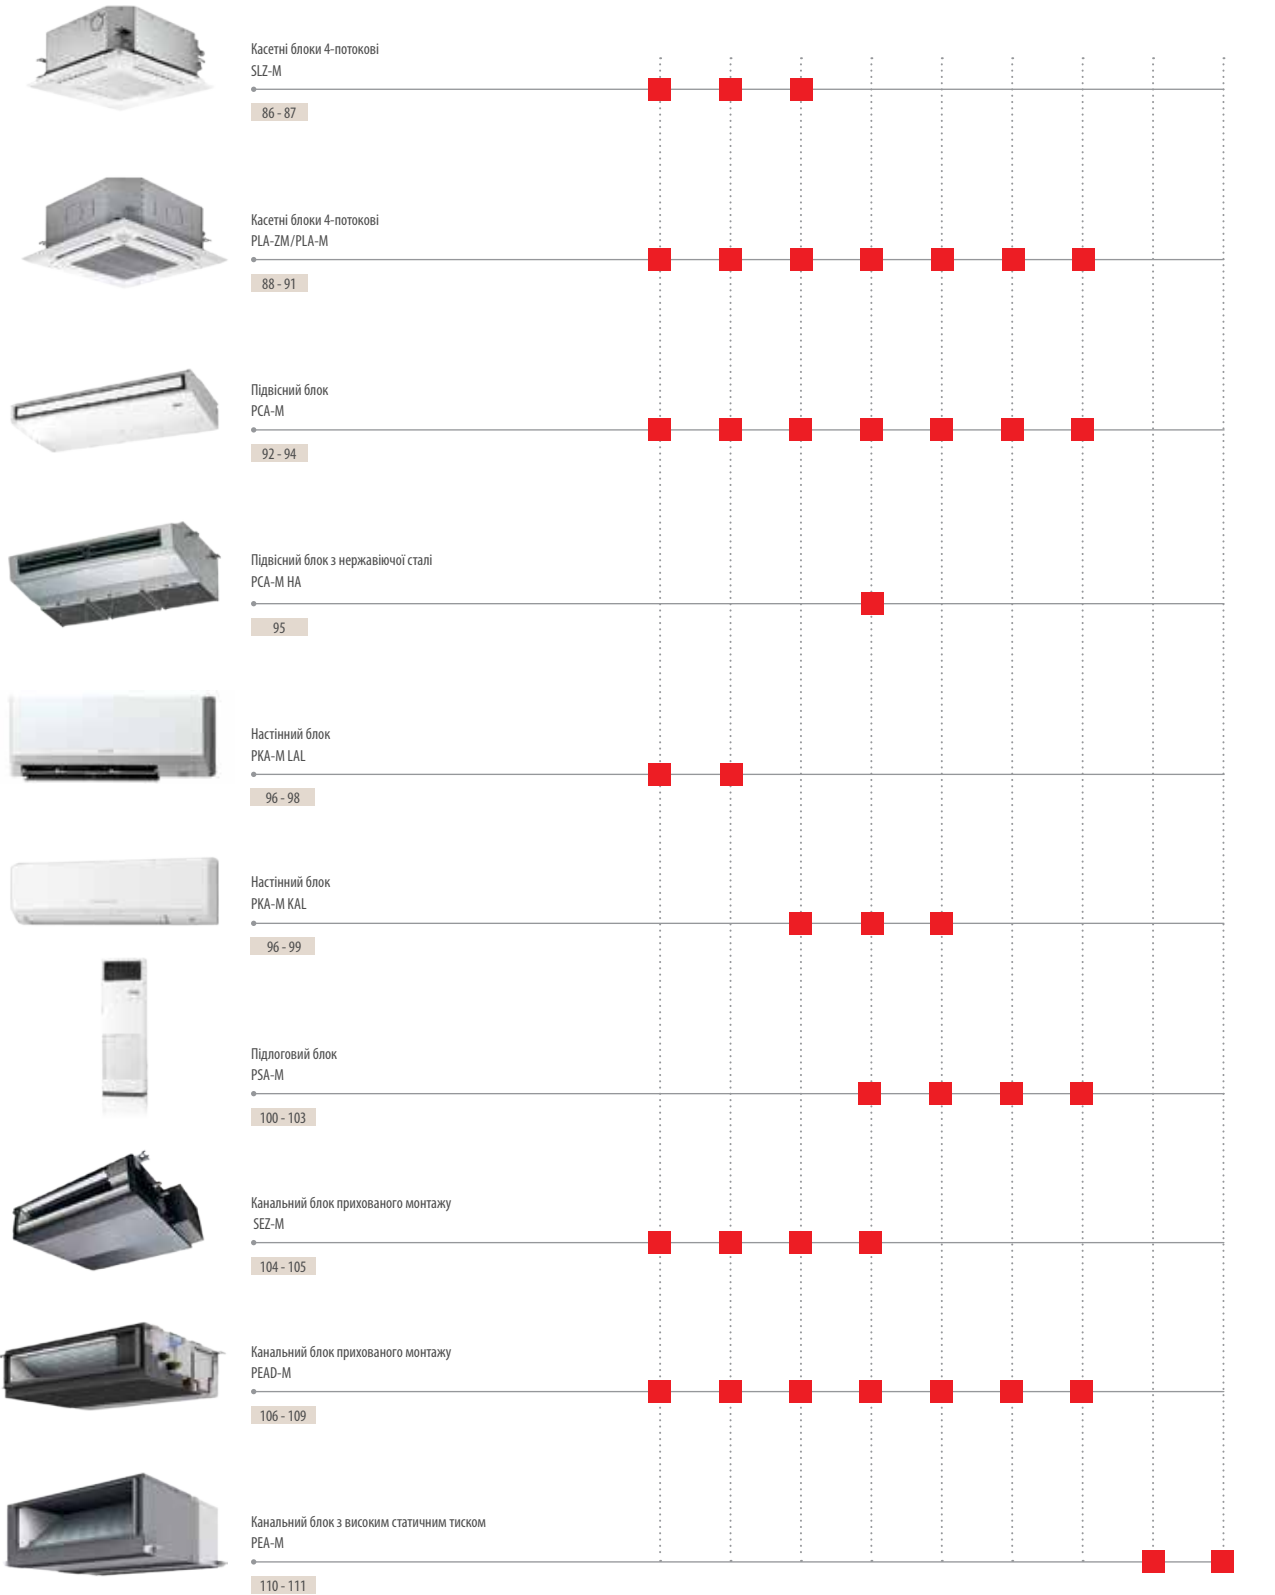 Касетні блоки 4-потокові
SLZ-M
86 - 87
Касетні блоки 4-потокові
PLA-ZM/PLA-M
88 - 91
Підвісний блок
PCA-M
92 - 94
Підвісний блок з нержавіючої сталі
PCA-M HA
95
Настінний блок
PKA-M LAL
96 - 98
Настінний блок
PKA-M KAL
96 - 99
Підлоговий блок
PSA-M
100 - 103
Канальний блок прихованого монтажу
SEZ-M
104 - 105
Канальний блок прихованого монтажу
PEAD-M
106 - 109
Канальний блок з високим статичним тиском
PEA-M
110 - 111